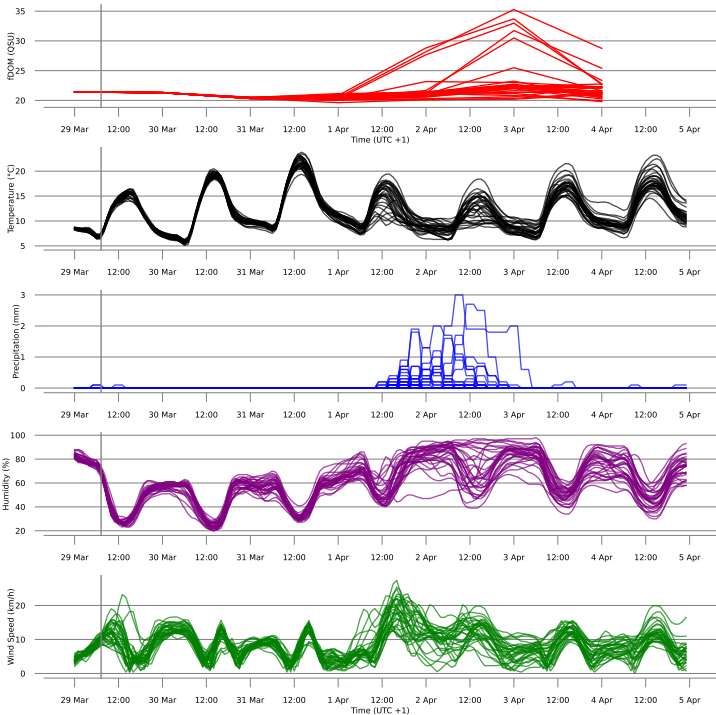 fDOM (QSU)
35
30
25
20
29 Mar 12:00 30 Mar 12:00 31 Mar 12:00 1 Apr 12:00 2 Apr 12:00 3 Apr 12:00 4 Apr 12:00 5 Apr
Time (UTC +1)
Temperature (°C)
20
15
10
5
29 Mar 12:00 30 Mar 12:00 31 Mar 12:00 1 Apr 12:00 2 Apr 12:00 3 Apr 12:00 4 Apr 12:00 5 Apr
Precipitation (mm)
3
2
1
0
29 Mar 12:00 30 Mar 12:00 31 Mar 12:00 1 Apr 12:00 2 Apr 12:00 3 Apr 12:00 4 Apr 12:00 5 Apr
Humidity (%)
100
80
60
40
20
29 Mar 12:00 30 Mar 12:00 31 Mar 12:00 1 Apr 12:00 2 Apr 12:00 3 Apr 12:00 4 Apr 12:00 5 Apr
Wind Speed (km/h)
20
10
0
29 Mar 12:00 30 Mar 12:00 31 Mar 12:00 1 Apr 12:00 2 Apr 12:00 3 Apr 12:00 4 Apr 12:00 5 Apr
Time (UTC +1)